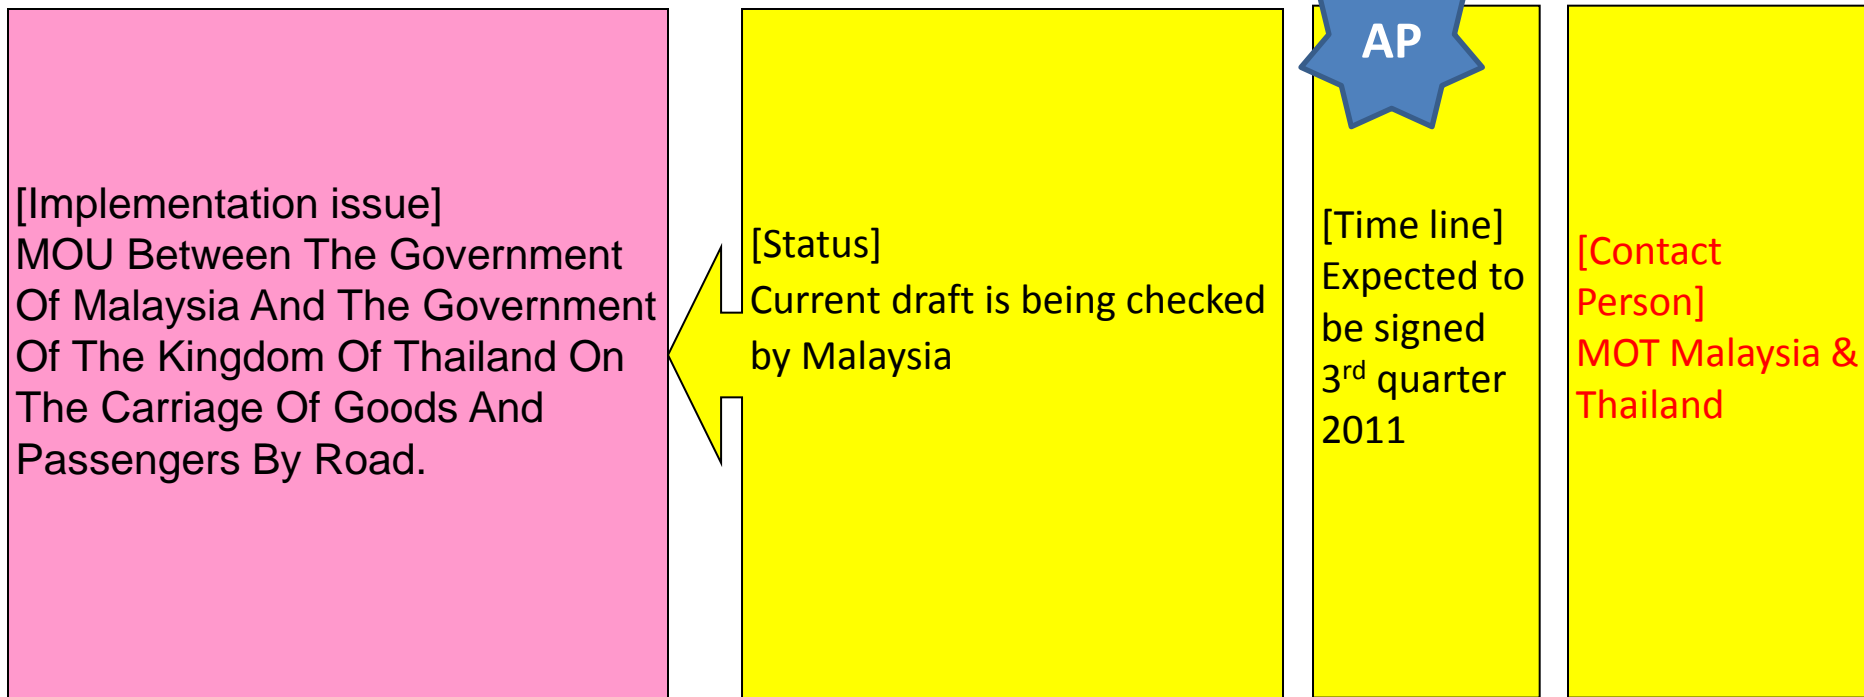 [Implementation issue]
MOU Between The Government
Of Malaysia And The Government
Of The Kingdom Of Thailand On
The Carriage Of Goods And
Passengers By Road.
[Status]
Current draft is being checked
by Malaysia
AP
[Time line]
Expected to
be signed
3rd quarter
2011
[Contact
Person]
MOT Malaysia &
Thailand